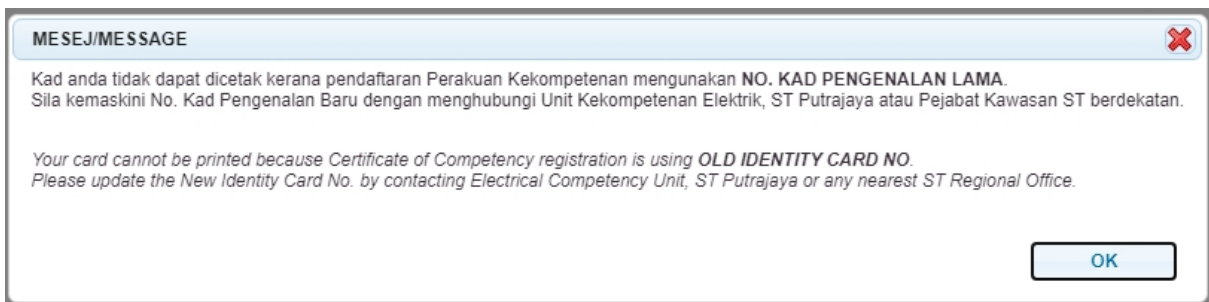 MESEJ/MESSAGE
Kad anda tidak dapat dicetak kerana pendaftaran Perakuan Kekompetenan mengunakan NO. KAD PENGENALAN LAMA.
Sila kemaskini No. Kad Pengenalan Baru dengan menghubungi Unit Kekompetenan Elektrik, ST Putrajaya atau Pejabat Kawasan ST berdekatan.
Your card cannot be printed because Certificate of Competency registration is using OLD IDENTITY CARD NO.
Please update the New Identity Card No. by contacting Electrical Competency Unit, ST Putrajaya or any nearest ST Regional Office.
OK